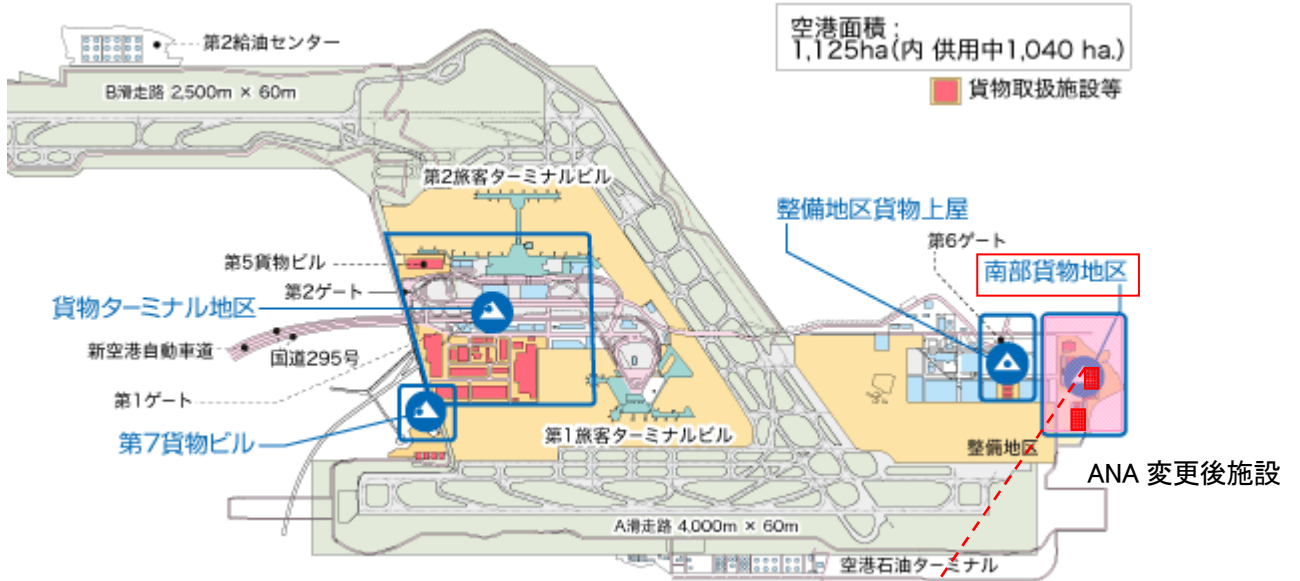 第2給油センター
空港面積；
1,125ha(内 供用中1,040 ha.)
貨物取扱施設等
B滑走路 2,500m × 60m
第2旅客ターミナルビル
整備地区貨物上屋
第6ゲート
南部貨物地区
第5貨物ビル
第2ゲート
貨物ターミナル地区
新空港自動車道
国道295号
第1ゲート
第7貨物ビル
第1旅客ターミナルビル
整備地区
ANA 変更後施設
A滑走路 4,000m × 60m
空港石油ターミナル